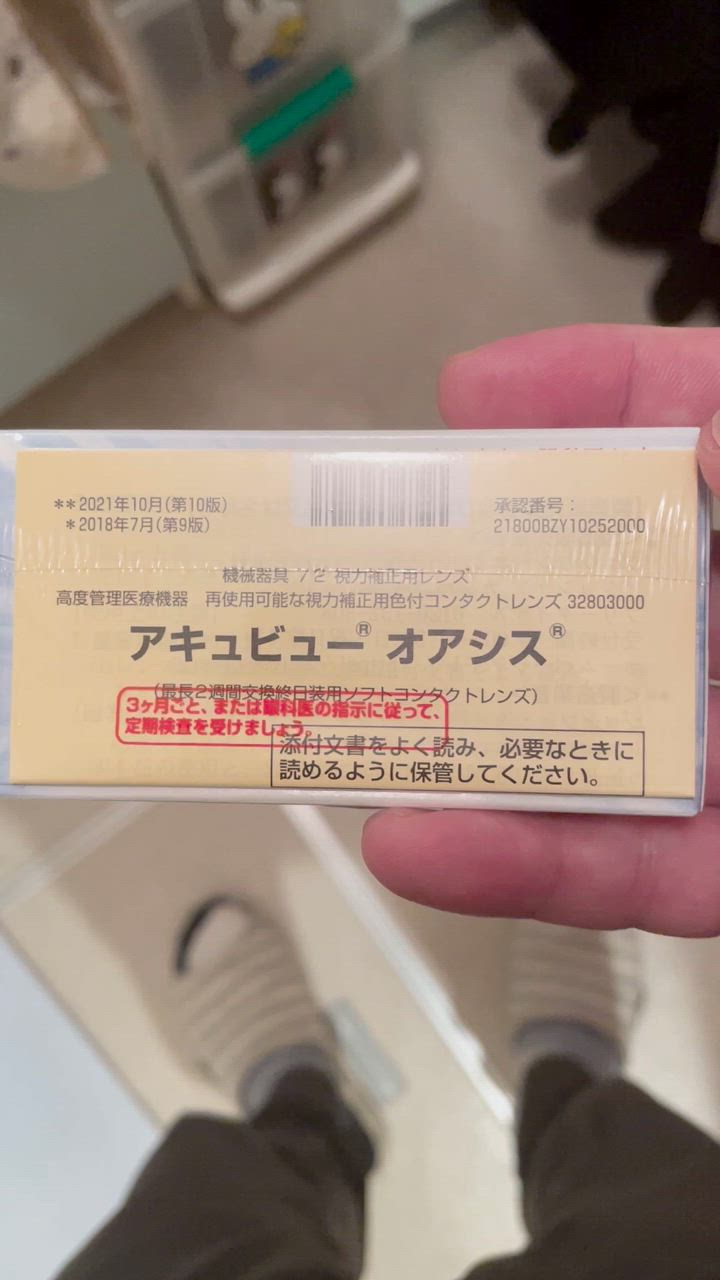 **2021年10月(第10版)
*2018年7月(第9版)
承認番号：
21800BZY10252000
機械器具 72 視力補正用レンズ
高度管理医療機器 再使用可能な視力補正用色付コンタクトレンズ 32803000
アキュビュー® オアシス®
(最長2週間交換終日装用ソフトコンタクトレンズ)
3ヶ月ごと、または眼科医の指示に従って、
定期検査を受けましょう。
添付文書をよく読み、必要なときに
読めるように保管してください。